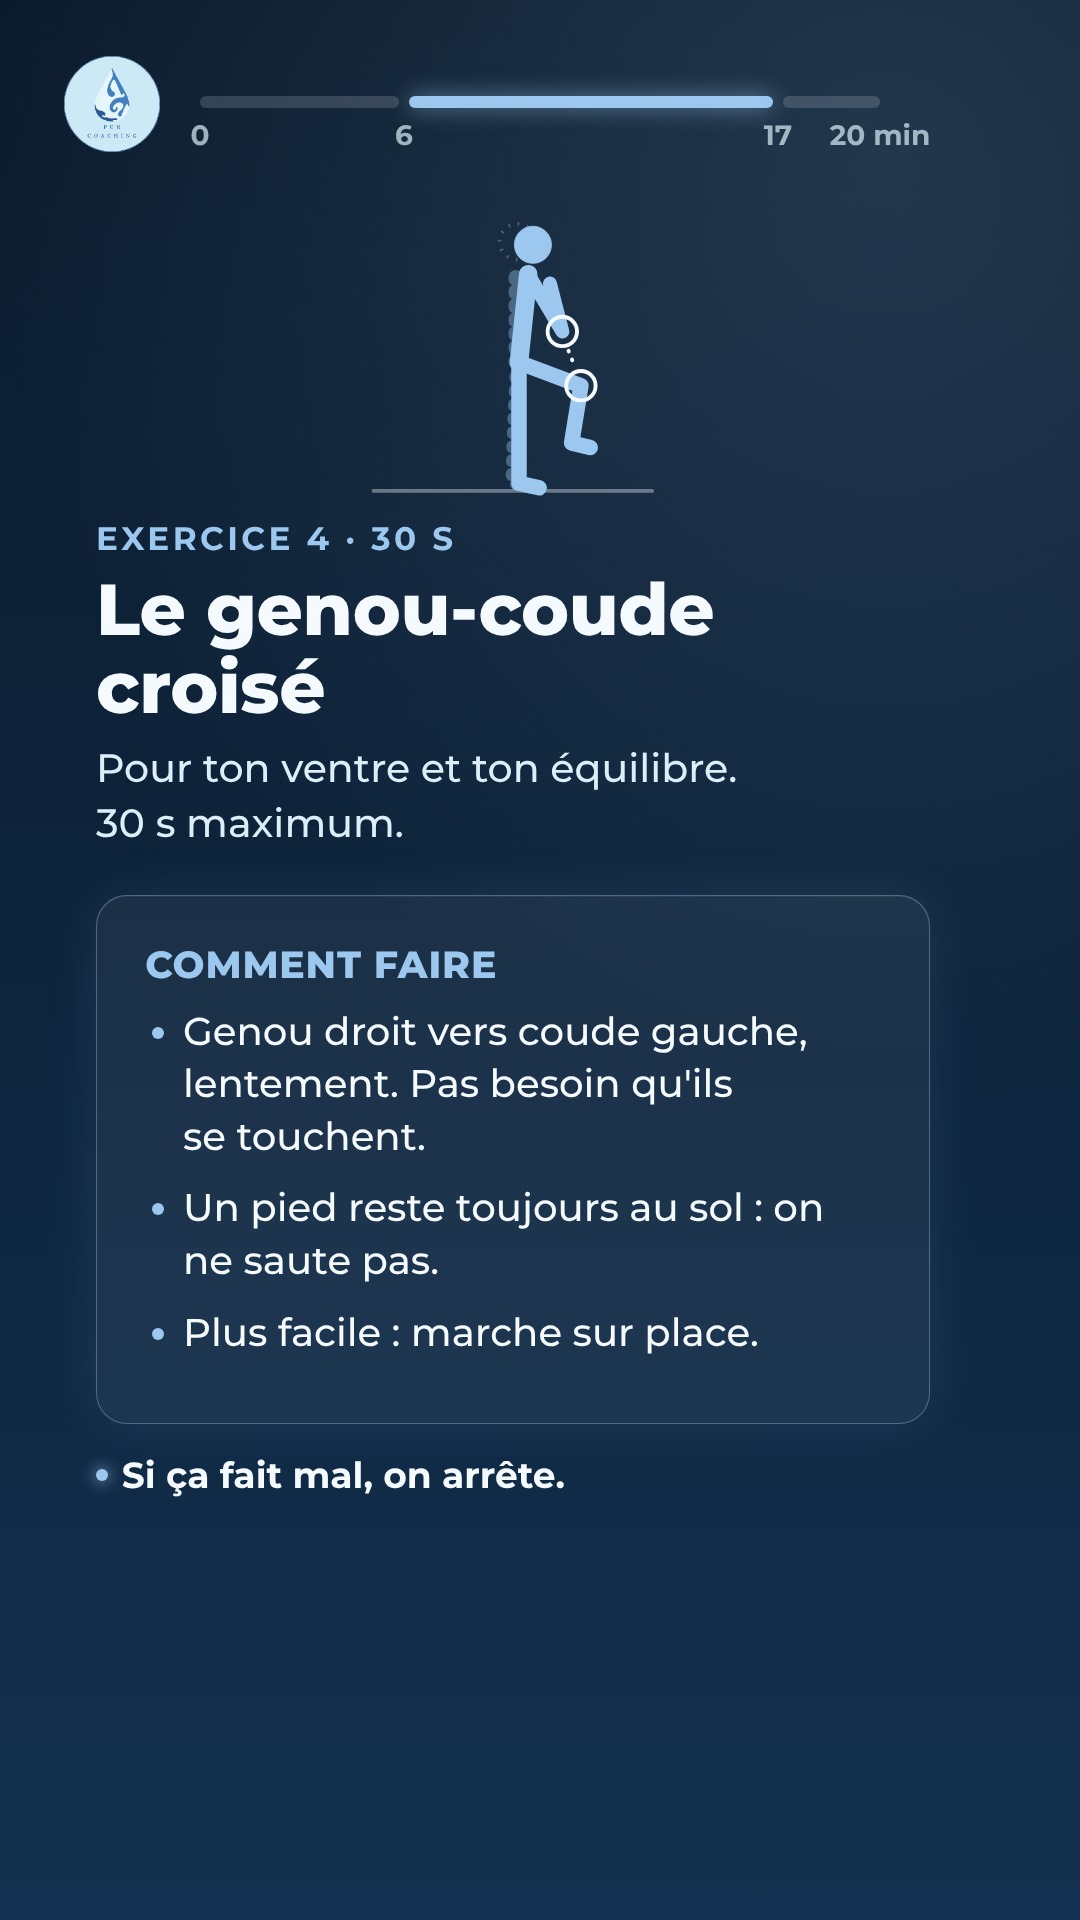 PUR
COACHING
0 6 17 20 min
EXERCICE 4 · 30 S
Le genou-coude
croisé
Pour ton ventre et ton équilibre.
30 s maximum.
COMMENT FAIRE
• Genou droit vers coude gauche,
lentement. Pas besoin qu'ils
se touchent.
• Un pied reste toujours au sol : on
ne saute pas.
• Plus facile : marche sur place.
• Si ça fait mal, on arrête.